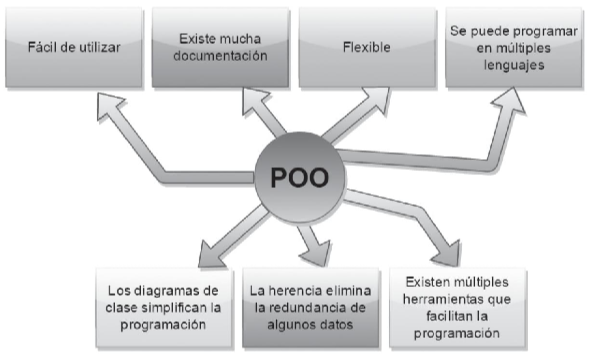 Fácil de utilizar
Existe mucha
documentación
Flexible
Se puede programar
en múltiples
lenguajes
POO
Los diagramas de
clase simplifican la
programación
La herencia elimina
la redundancia de
algunos datos
Existen múltiples
herramientas que
facilitan la
programación